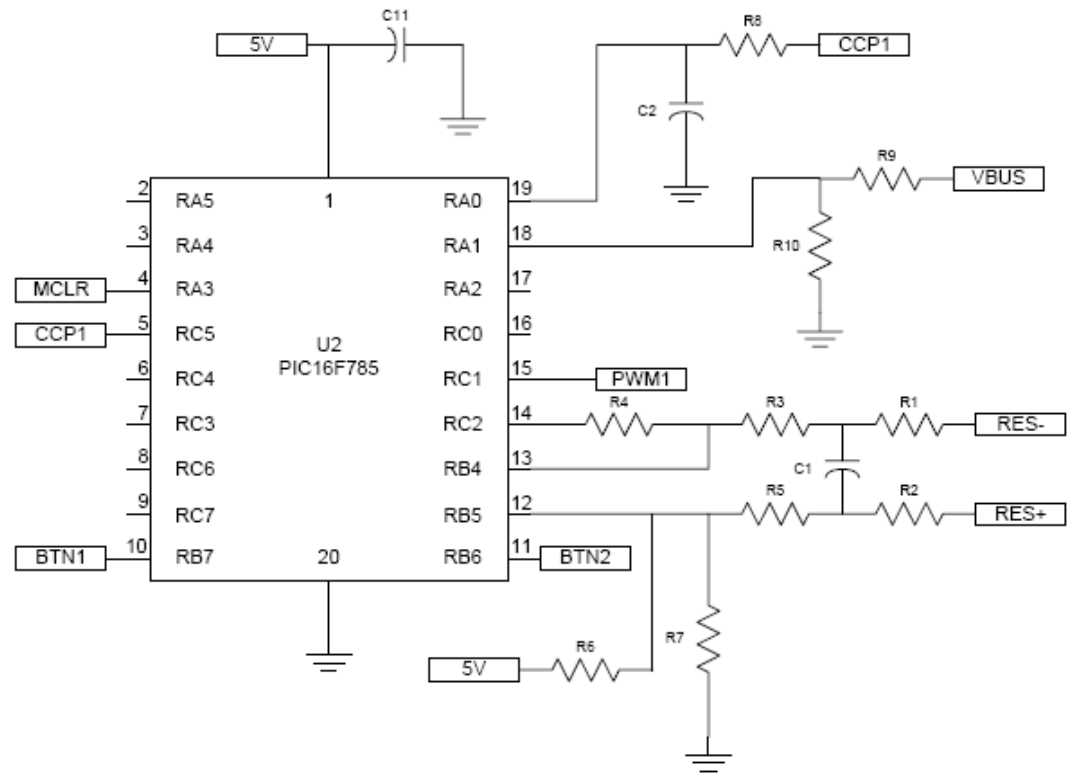 C11
5V
R8
CCP1
C2
R9
VBUS
R10
2 RA5 1 RA0 19
3 RA4 RA1 18
MCLR 4 RA3 RA2 17
CCP1 5 RC5 RC0 16
U2
PIC16F785
6 RC4 RC1 15 PWM1
7 RC3 RC2 14 R4 R3 R1 RES-
8 RC6 RB4 13 C1
9 RC7 RB5 12 R5 R2 RES+
BTN1 10 RB7 20 RB6 11 BTN2
R7
5V R6